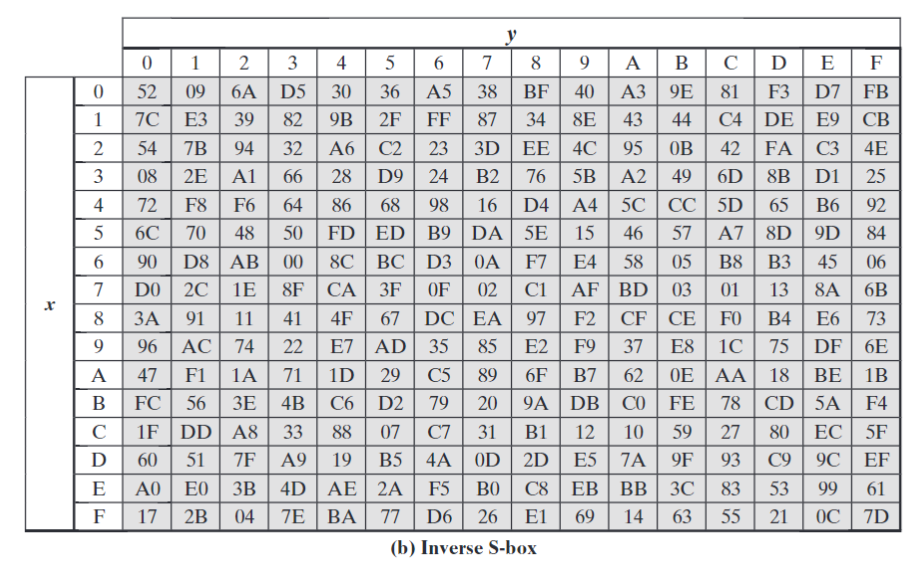 y
0 1 2 3 4 5 6 7 8 9 A B C D E F
0 52 09 6A D5 30 36 A5 38 BF 40 A3 9E 81 F3 D7 FB
1 7C E3 39 82 9B 2F FF 87 34 8E 43 44 C4 DE E9 CB
2 54 7B 94 32 A6 C2 23 3D EE 4C 95 0B 42 FA C3 4E
3 08 2E A1 66 28 D9 24 B2 76 5B A2 49 6D 8B D1 25
4 72 F8 F6 64 86 68 98 16 D4 A4 5C CC 5D 65 B6 92
5 6C 70 48 50 FD ED B9 DA 5E 15 46 57 A7 8D 9D 84
6 90 D8 AB 00 8C BC D3 0A F7 E4 58 05 B8 B3 45 06
7 D0 2C 1E 8F CA 3F 0F 02 C1 AF BD 03 01 13 8A 6B
x
8 3A 91 11 41 4F 67 DC EA 97 F2 CF CE F0 B4 E6 73
9 96 AC 74 22 E7 AD 35 85 E2 F9 37 E8 1C 75 DF 6E
A 47 F1 1A 71 1D 29 C5 89 6F B7 62 0E AA 18 BE 1B
B FC 56 3E 4B C6 D2 79 20 9A DB C0 FE 78 CD 5A F4
C 1F DD A8 33 88 07 C7 31 B1 12 10 59 27 80 EC 5F
D 60 51 7F A9 19 B5 4A 0D 2D E5 7A 9F 93 C9 9C EF
E A0 E0 3B 4D AE 2A F5 B0 C8 EB BB 3C 83 53 99 61
F 17 2B 04 7E BA 77 D6 26 E1 69 14 63 55 21 0C 7D
(b) Inverse S-box